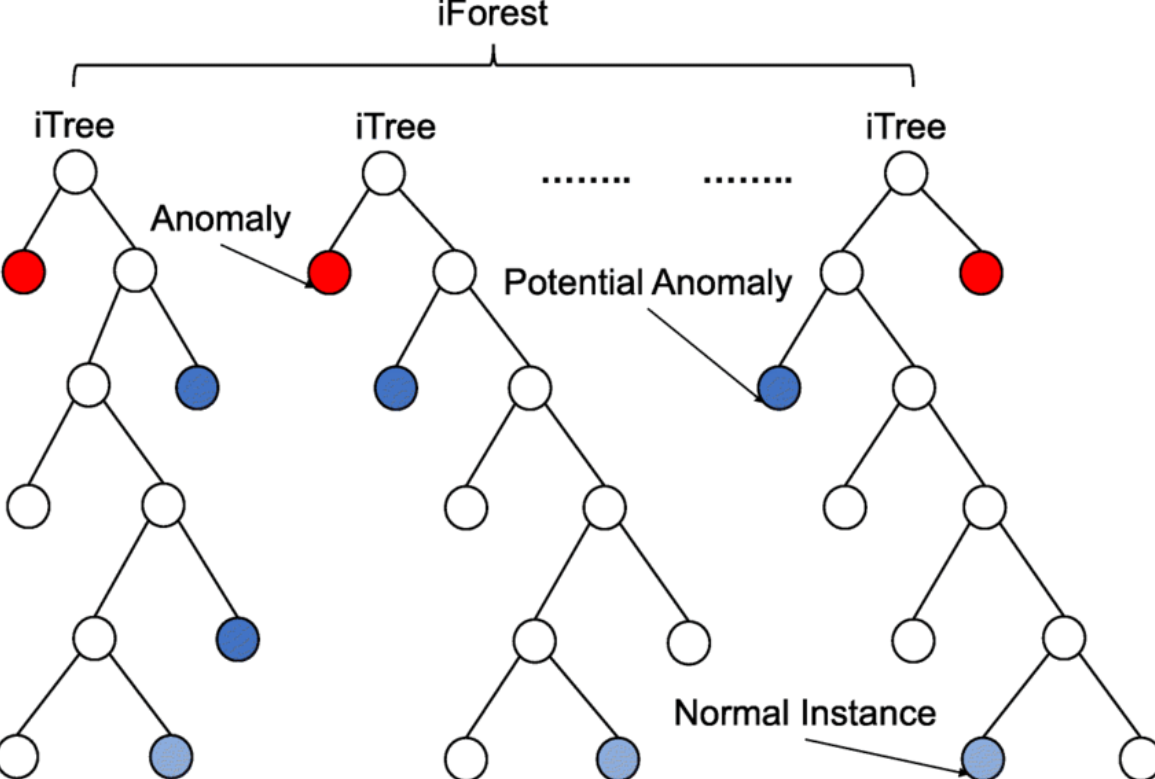 iForest
iTree iTree iTree
........ ........
Anomaly
Potential Anomaly
Normal Instance